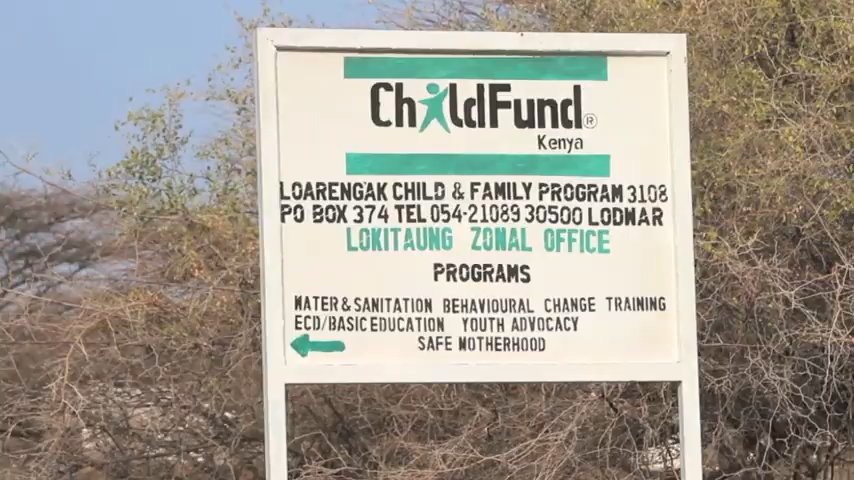 ChildFund®
Kenya
LOARENGAK CHILD & FAMILY PROGRAM 3108
PO BOX 374 TEL 054-21089 30500 LODWAR
LOKITAUNG ZONAL OFFICE
PROGRAMS
WATER & SANITATION BEHAVIOURAL CHANGE TRAINING
ECD/BASIC EDUCATION YOUTH ADVOCACY
SAFE MOTHERHOOD